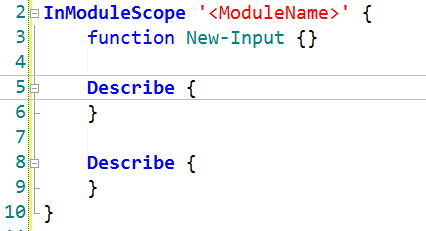 2 InModuleScope '<ModuleName>' {
3     function New-Input {}
4
5     Describe {
6     }
7
8     Describe {
9     }
10 }